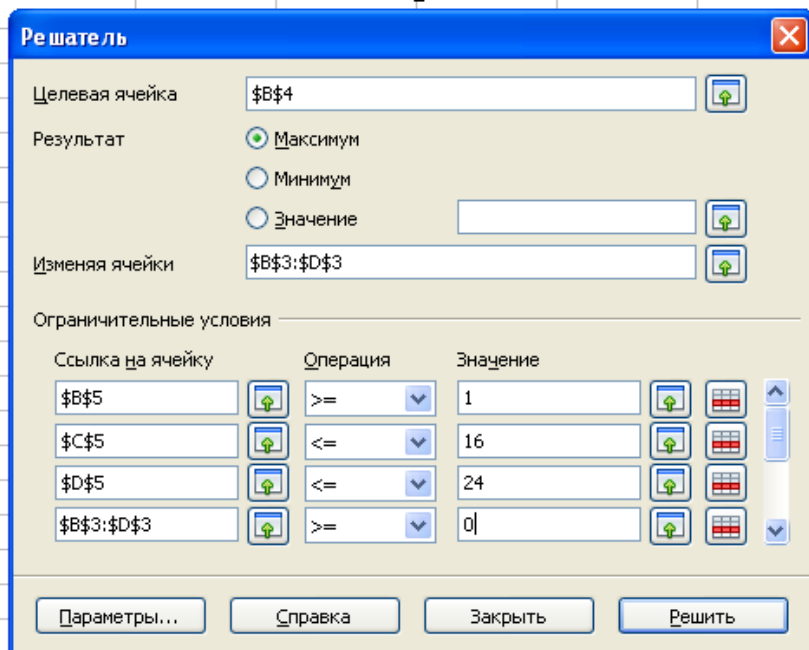 Решатель
Целевая ячейка $B$4
Результат Максимум
Минимум
Значение
Изменяя ячейки $B$3:$D$3
Ограничительные условия
Ссылка на ячейку Операция Значение
$B$5 >= 1
$C$5 <= 16
$D$5 <= 24
$B$3:$D$3 >= 0
Параметры... Справка Закрыть Решить